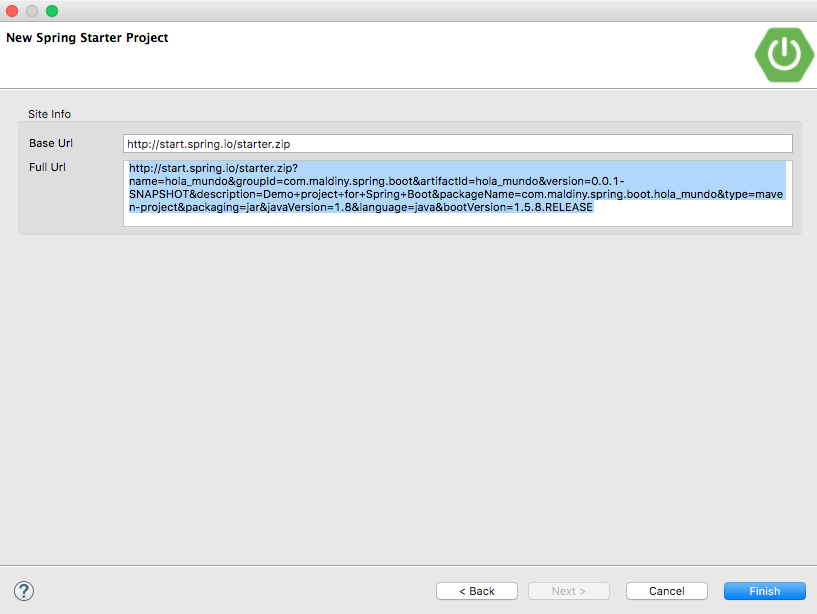 New Spring Starter Project
Site Info
Base Url
http://start.spring.io/starter.zip
Full Url
http://start.spring.io/starter.zip?
name=hola_mundo&groupId=com.maldiny.spring.boot&artifactId=hola_mundo&version=0.0.1-
SNAPSHOT&description=Demo+project+for+Spring+Boot&packageName=com.maldiny.spring.boot.hola_mundo&type=mave
n-project&packaging=jar&javaVersion=1.8&language=java&bootVersion=1.5.8.RELEASE
?
< Back
Next >
Cancel
Finish